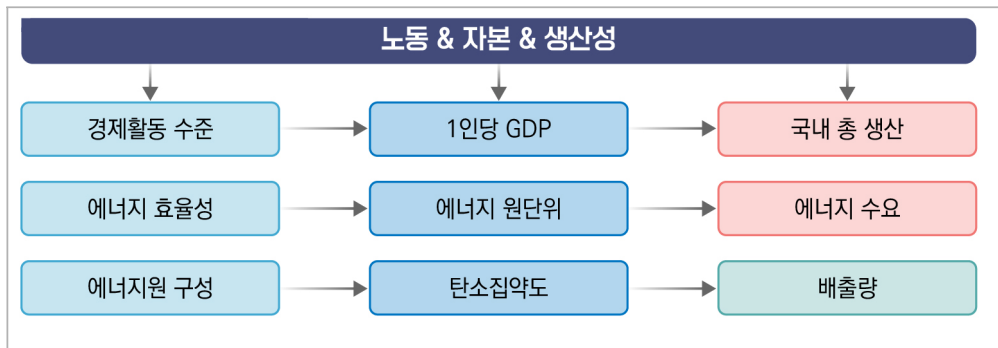 노동 & 자본 & 생산성
경제활동 수준
1인당 GDP
국내 총 생산
에너지 효율성
에너지 원단위
에너지 수요
에너지원 구성
탄소집약도
배출량